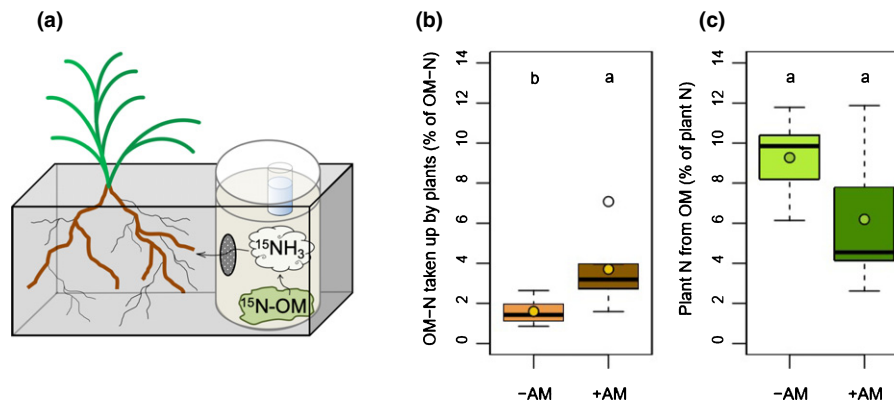 (a)
¹⁵NH₃
¹⁵N-OM
(b)
OM−N taken up by plants (% of OM−N)
14
12
10
8
6
4
2
0
b
a
−AM
+AM
(c)
Plant N from OM (% of plant N)
14
12
10
8
6
4
2
0
a
a
−AM
+AM